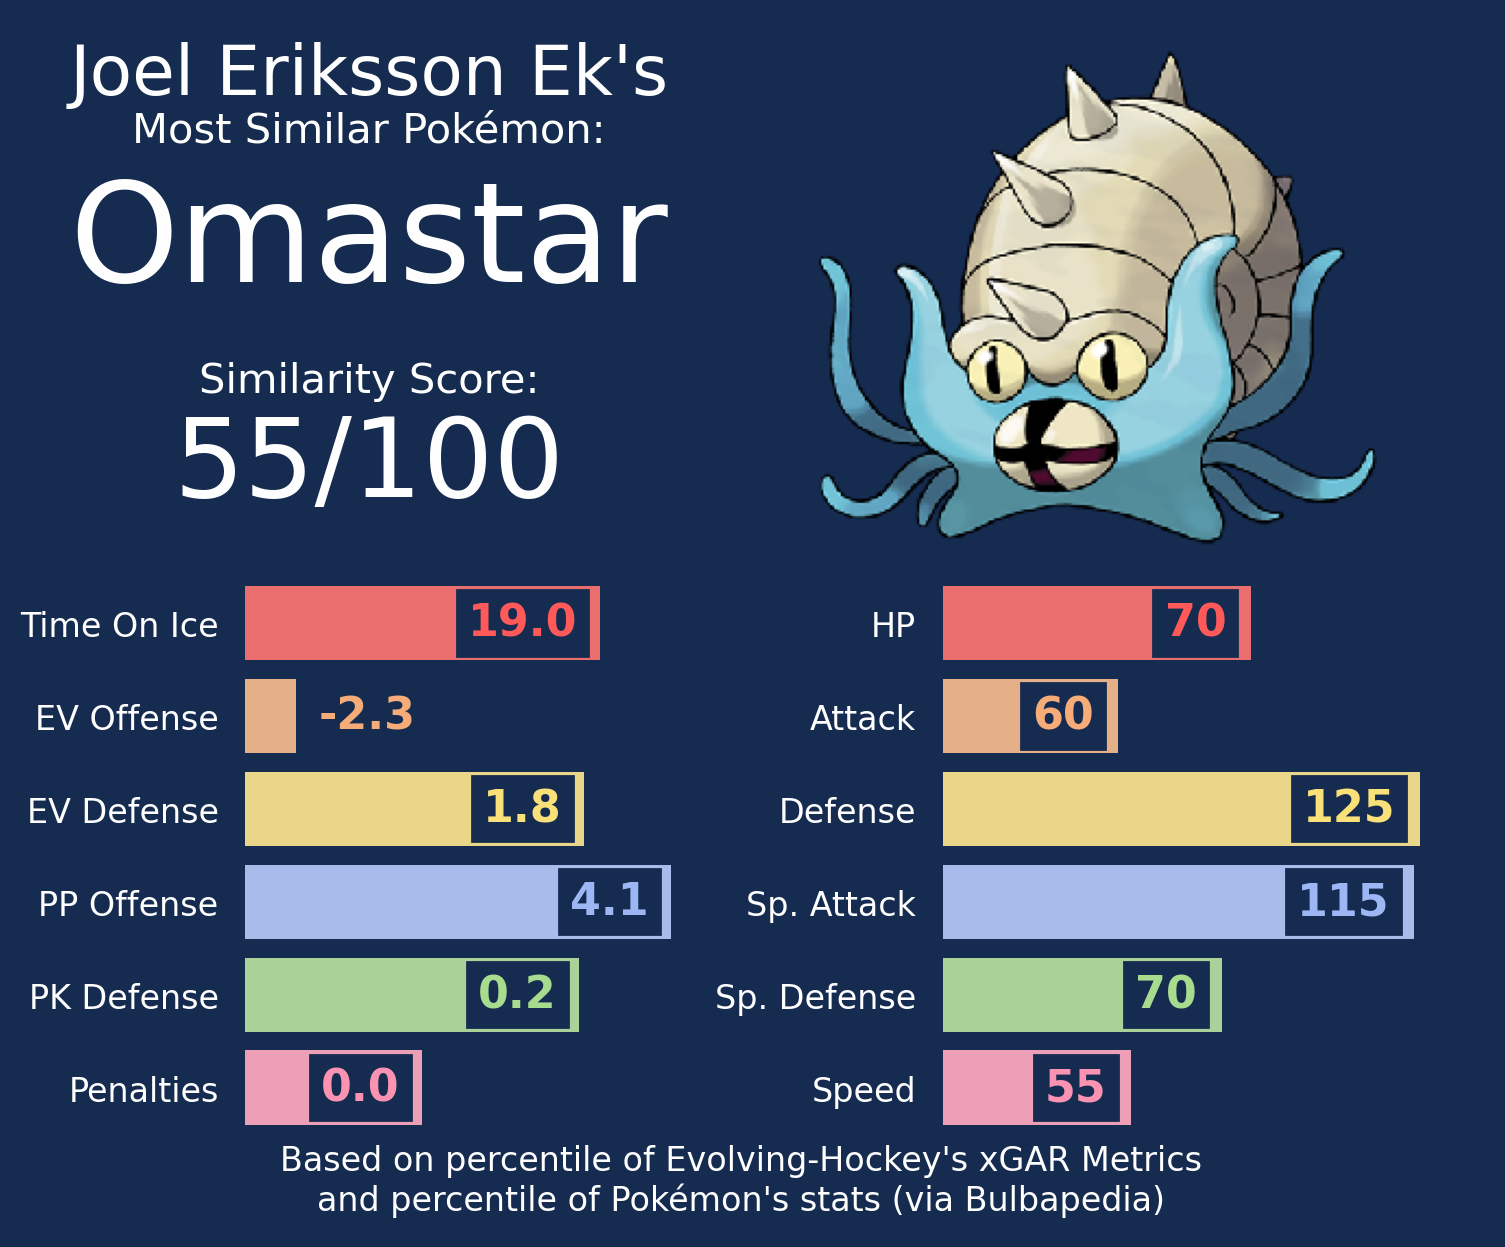 Joel Eriksson Ek's
Most Similar Pokémon:
Omastar
Similarity Score:
55/100
Time On Ice 19.0
EV Offense -2.3
EV Defense 1.8
PP Offense 4.1
PK Defense 0.2
Penalties 0.0
HP 70
Attack 60
Defense 125
Sp. Attack 115
Sp. Defense 70
Speed 55
Based on percentile of Evolving-Hockey's xGAR Metrics
and percentile of Pokémon's stats (via Bulbapedia)